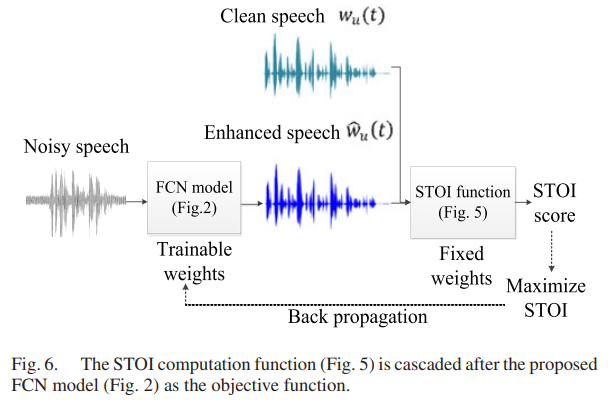 Clean speech w_u(t)
Enhanced speech ŵ_u(t)
Noisy speech
FCN model
(Fig.2)
Trainable
weights
STOI function
(Fig. 5)
Fixed
weights
STOI
score
Maximize
STOI
Back propagation
Fig. 6. The STOI computation function (Fig. 5) is cascaded after the proposed
FCN model (Fig. 2) as the objective function.